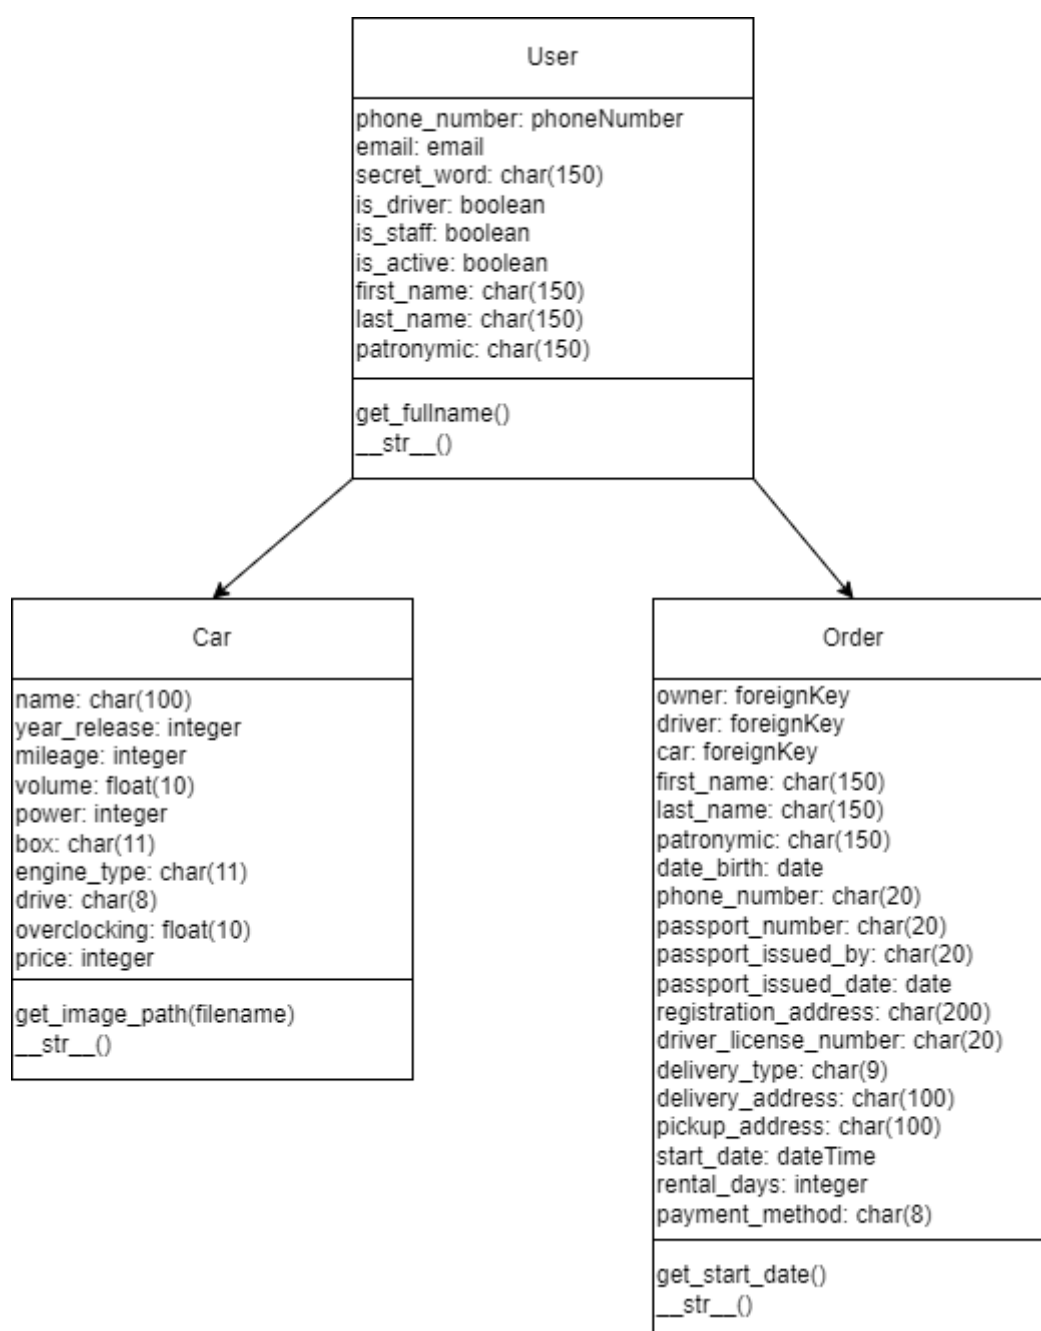 User
phone_number: phoneNumber
email: email
secret_word: char(150)
is_driver: boolean
is_staff: boolean
is_active: boolean
first_name: char(150)
last_name: char(150)
patronymic: char(150)
get_fullname()
__str__()
Car
name: char(100)
year_release: integer
mileage: integer
volume: float(10)
power: integer
box: char(11)
engine_type: char(11)
drive: char(8)
overclocking: float(10)
price: integer
get_image_path(filename)
__str__()
Order
owner: foreignKey
driver: foreignKey
car: foreignKey
first_name: char(150)
last_name: char(150)
patronymic: char(150)
date_birth: date
phone_number: char(20)
passport_number: char(20)
passport_issued_by: char(20)
passport_issued_date: date
registration_address: char(200)
driver_license_number: char(20)
delivery_type: char(9)
delivery_address: char(100)
pickup_address: char(100)
start_date: dateTime
rental_days: integer
payment_method: char(8)
get_start_date()
__str__()